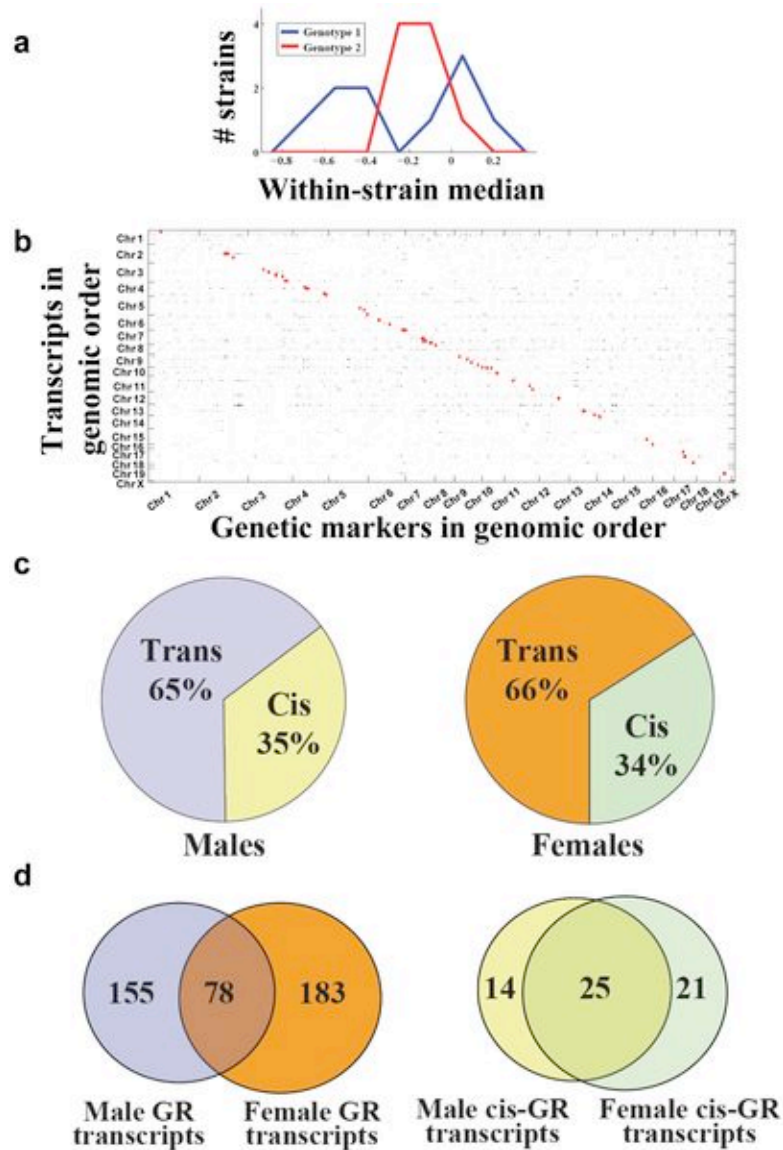 a
# strains
4
2
0
Genotype 1
Genotype 2
−0.8 −0.6 −0.4 −0.2 0 0.2
Within-strain median
b
Transcripts in
genomic order
Chr 1
Chr 2
Chr 3
Chr 4
Chr 5
Chr 6
Chr 7
Chr 8
Chr 9
Chr 10
Chr 11
Chr 12
Chr 13
Chr 14
Chr 15
Chr 16
Chr 17
Chr 18
Chr 19
Chr X
Chr 1 Chr 2 Chr 3 Chr 4 Chr 5 Chr 6 Chr 7 Chr 8 Chr 9 Chr 10 Chr 11 Chr 12 Chr 13 Chr 14 Chr 15 Chr 16 Chr 17 Chr 18 Chr 19 Chr X
Genetic markers in genomic order
c
Trans
65%
Cis
35%
Males
Trans
66%
Cis
34%
Females
d
155 78 183
Male GR
transcripts
Female GR
transcripts
14 25 21
Male cis-GR
transcripts
Female cis-GR
transcripts